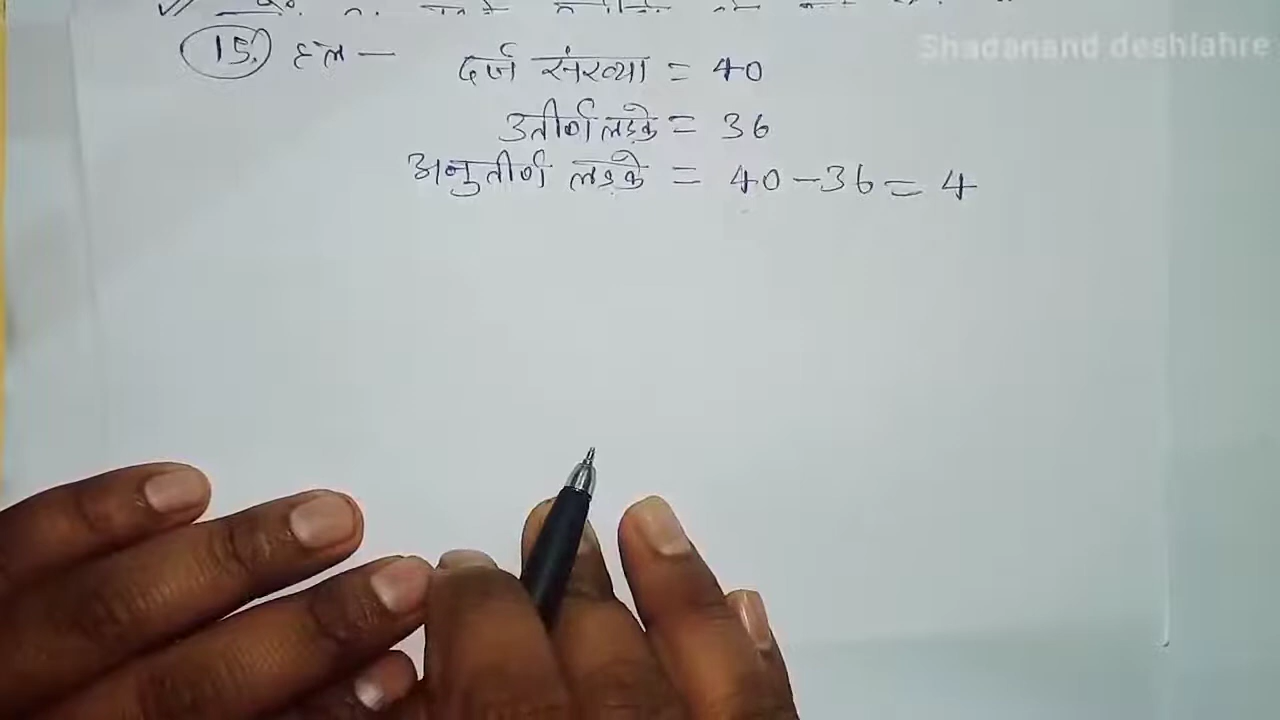 Shadanand deshlahre
15. हल — दर्ज संख्या = 40
उतीर्ण लड़के = 36
अनुतीर्ण लड़के = 40 - 36 = 4